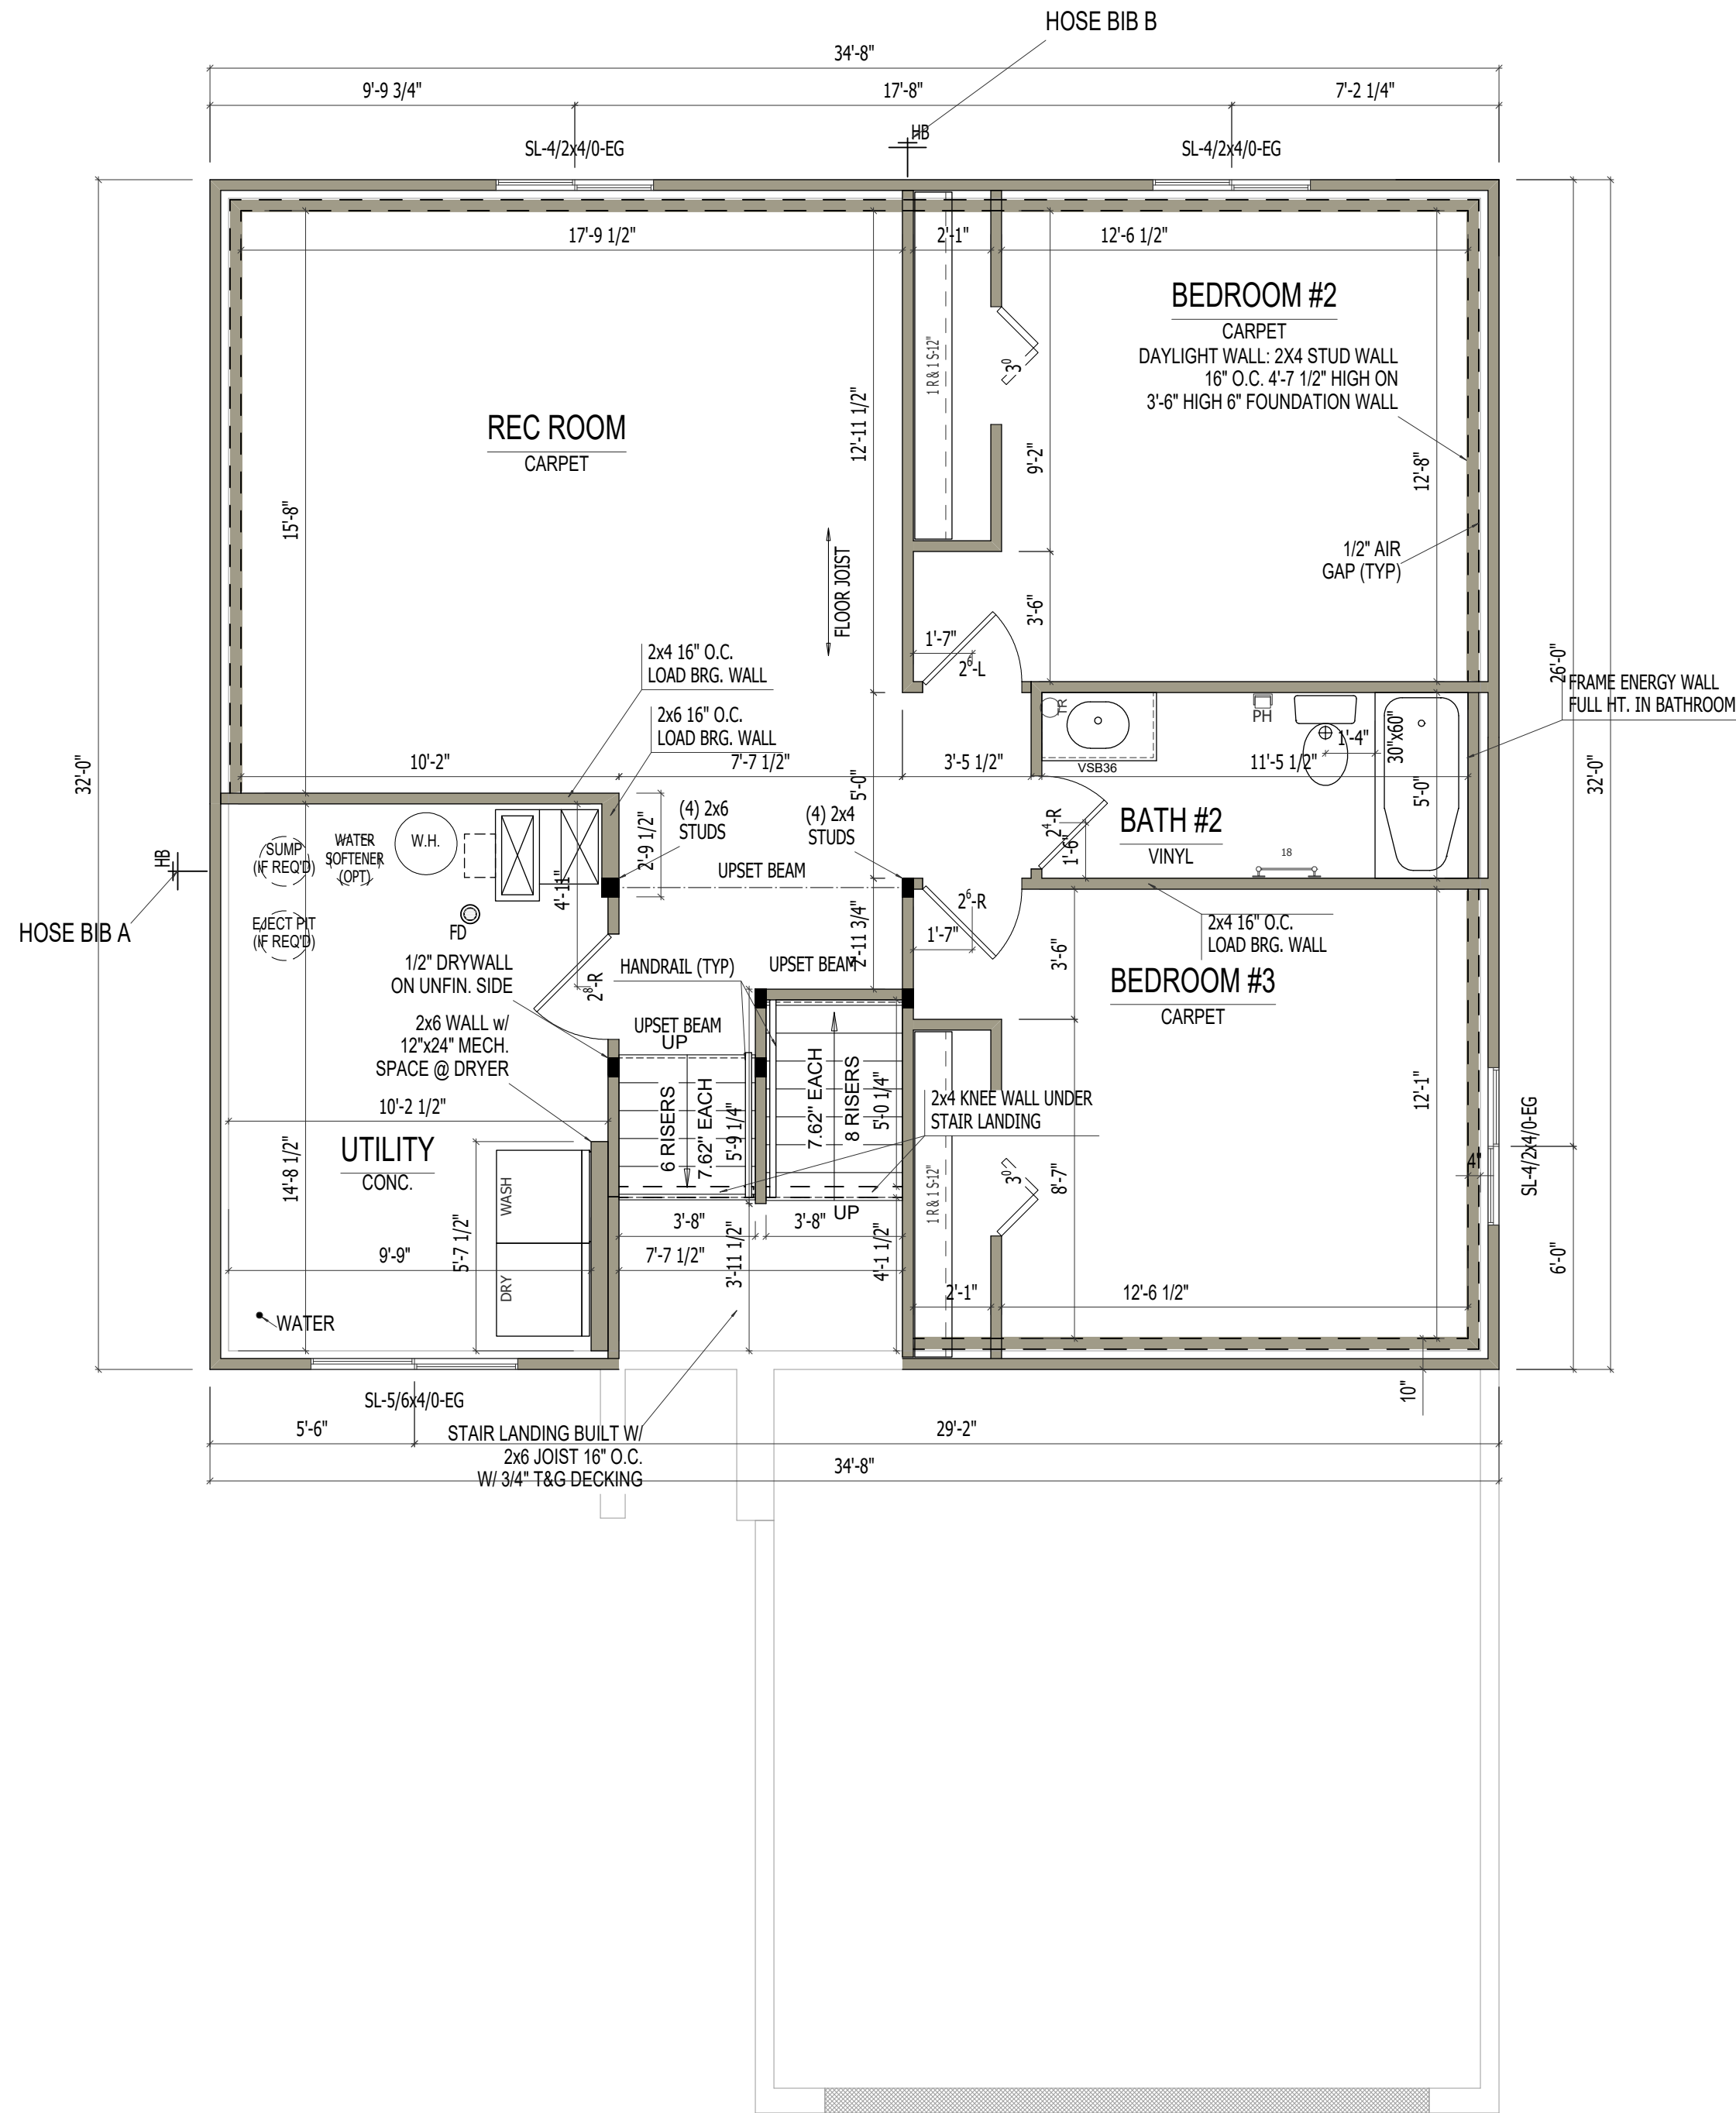 HOSE BIB B
34'-8"
9'-9 3/4"
17'-8"
7'-2 1/4"
HB
SL-4/2x4/0-EG
SL-4/2x4/0-EG
17'-9 1/2"
2'-1"
12'-6 1/2"
BEDROOM #2
CARPET
DAYLIGHT WALL: 2X4 STUD WALL
16" O.C. 4'-7 1/2" HIGH ON
3'-6" HIGH 6" FOUNDATION WALL
1 R & 1 S-12"
3⁰
REC ROOM
CARPET
12'-11 1/2"
9'-2"
12'-8"
15'-8"
1/2" AIR
GAP (TYP)
FLOOR JOIST
3'-6"
1'-7"
2⁶-L
2x4 16" O.C.
LOAD BRG. WALL
2x6 16" O.C.
LOAD BRG. WALL
26'-0"
FRAME ENERGY WALL
FULL HT. IN BATHROOM
TR
PH
1'-4"
30"x60"
VSB36
32'-0"
10'-2"
7'-7 1/2"
3'-5 1/2"
11'-5 1/2"
32'-0"
5'-0"
5'-0"
(4) 2x6
STUDS
(4) 2x4
STUDS
2⁴-R
1'-6"
BATH #2
VINYL
18
2'-9 1/2"
SUMP
(IF REQ'D)
WATER
SOFTENER
(OPT)
W.H.
HB
4'-11"
UPSET BEAM
HOSE BIB A
EJECT PIT
(IF REQ'D)
FD
2⁶-R
1'-7"
2x4 16" O.C.
LOAD BRG. WALL
2'-11 3/4"
3'-6"
1/2" DRYWALL
ON UNFIN. SIDE
2⁸-R
HANDRAIL (TYP)
UPSET BEAM
BEDROOM #3
CARPET
2x6 WALL w/
12"x24" MECH.
SPACE @ DRYER
UPSET BEAM
UP
6 RISERS
7.62" EACH
5'-9 1/4"
7.62" EACH
8 RISERS
5'-0 1/4"
2x4 KNEE WALL UNDER
STAIR LANDING
12'-1"
SL-4/2x4/0-EG
10'-2 1/2"
UTILITY
CONC.
14'-8 1/2"
4"
3⁰
8'-7"
1 R & 1 S-12"
WASH
DRY
5'-7 1/2"
3'-8"
3'-8"
UP
7'-7 1/2"
3'-11 1/2"
4'-1 1/2"
6'-0"
9'-9"
2'-1"
12'-6 1/2"
WATER
10"
SL-5/6x4/0-EG
5'-6"
STAIR LANDING BUILT W/
2x6 JOIST 16" O.C.
W/ 3/4" T&G DECKING
29'-2"
34'-8"